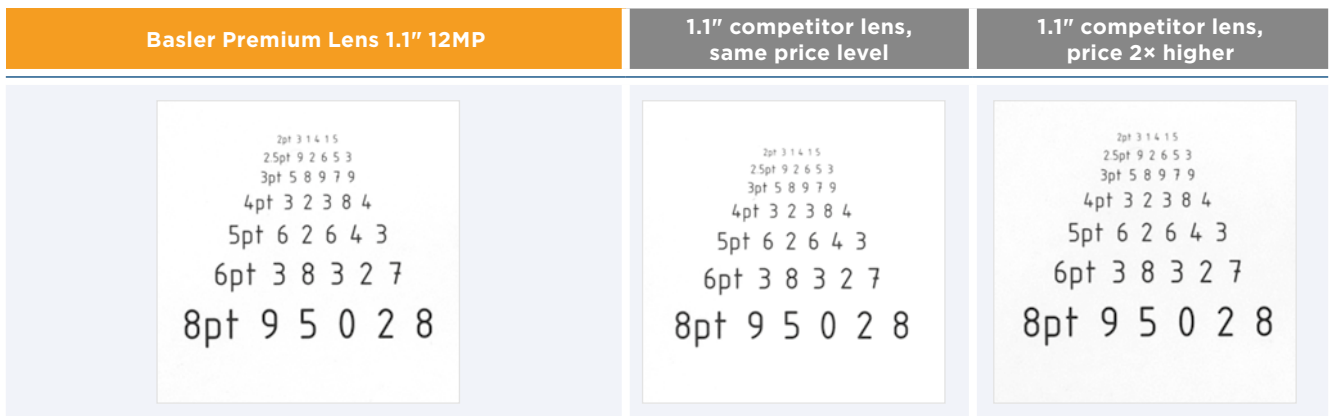 Basler Premium Lens 1.1" 12MP
1.1" competitor lens,
same price level
1.1" competitor lens,
price 2× higher
2pt 3 1 4 1 5
2.5pt 9 2 6 5 3
3pt 5 8 9 7 9
4pt 3 2 3 8 4
5pt 6 2 6 4 3
6pt 3 8 3 2 7
8pt 9 5 0 2 8
2pt 3 1 4 1 5
2.5pt 9 2 6 5 3
3pt 5 8 9 7 9
4pt 3 2 3 8 4
5pt 6 2 6 4 3
6pt 3 8 3 2 7
8pt 9 5 0 2 8
2pt 3 1 4 1 5
2.5pt 9 2 6 5 3
3pt 5 8 9 7 9
4pt 3 2 3 8 4
5pt 6 2 6 4 3
6pt 3 8 3 2 7
8pt 9 5 0 2 8